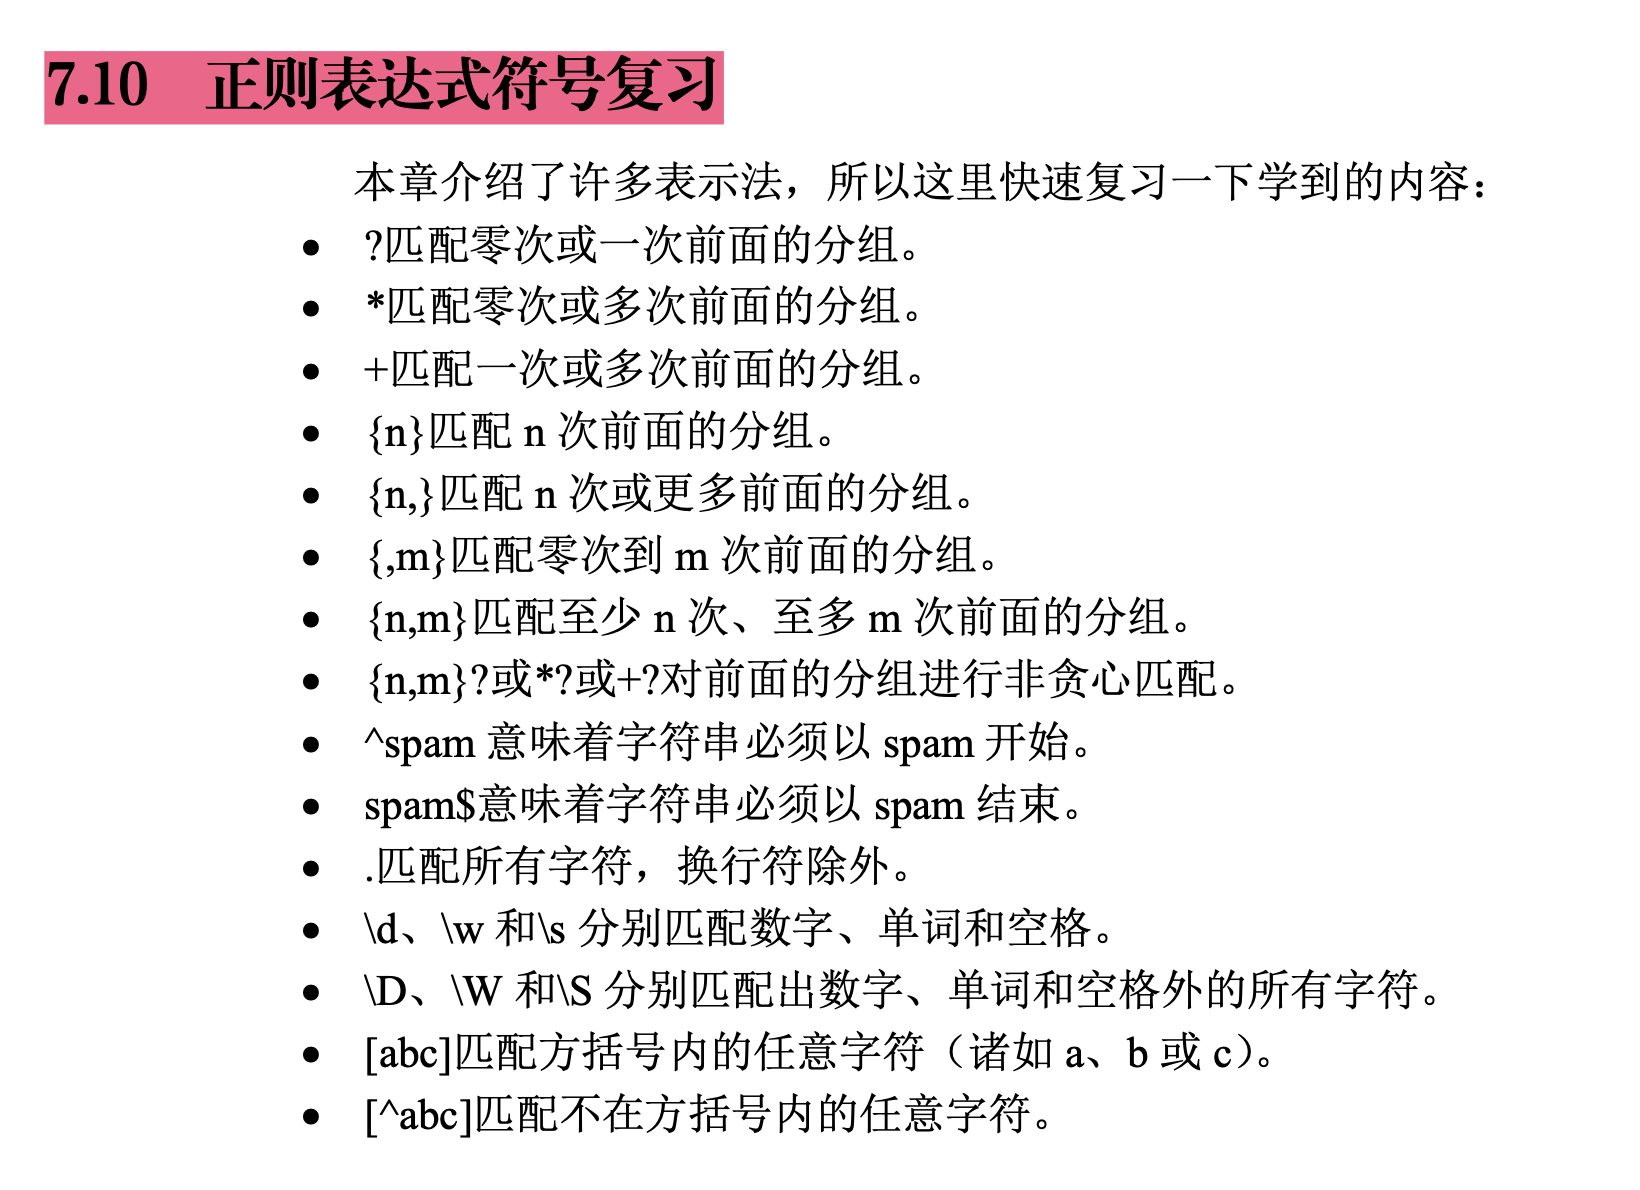 7.10 正则表达式符号复习
本章介绍了许多表示法，所以这里快速复习一下学到的内容：
● ?匹配零次或一次前面的分组。
● *匹配零次或多次前面的分组。
● +匹配一次或多次前面的分组。
● {n}匹配 n 次前面的分组。
● {n,}匹配 n 次或更多前面的分组。
● {,m}匹配零次到 m 次前面的分组。
● {n,m}匹配至少 n 次、至多 m 次前面的分组。
● {n,m}?或*?或+?对前面的分组进行非贪心匹配。
● ^spam 意味着字符串必须以 spam 开始。
● spam$意味着字符串必须以 spam 结束。
● .匹配所有字符，换行符除外。
● \d、\w 和\s 分别匹配数字、单词和空格。
● \D、\W 和\S 分别匹配出数字、单词和空格外的所有字符。
● [abc]匹配方括号内的任意字符（诸如 a、b 或 c）。
● [^abc]匹配不在方括号内的任意字符。